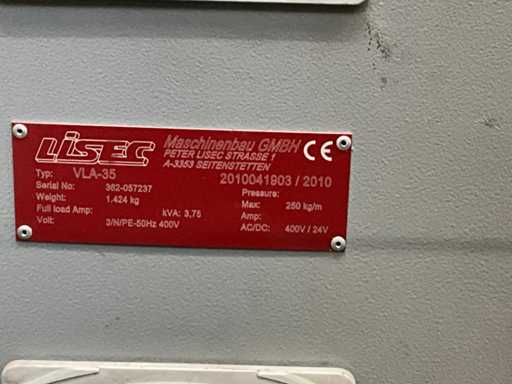 LiSEC Maschinenbau GMBH CE
PETER LISEC STRASSE 1
A-3353 SEITENSTETTEN
Typ: VLA-35 2010041903 / 2010
Serial No: 362-057237 Pressure:
Weight: 1.424 kg Max: 250 kg/m
Full load Amp: kVA: 3,75 Amp:
Volt: 3/N/PE-50Hz 400V AC/DC: 400V / 24V